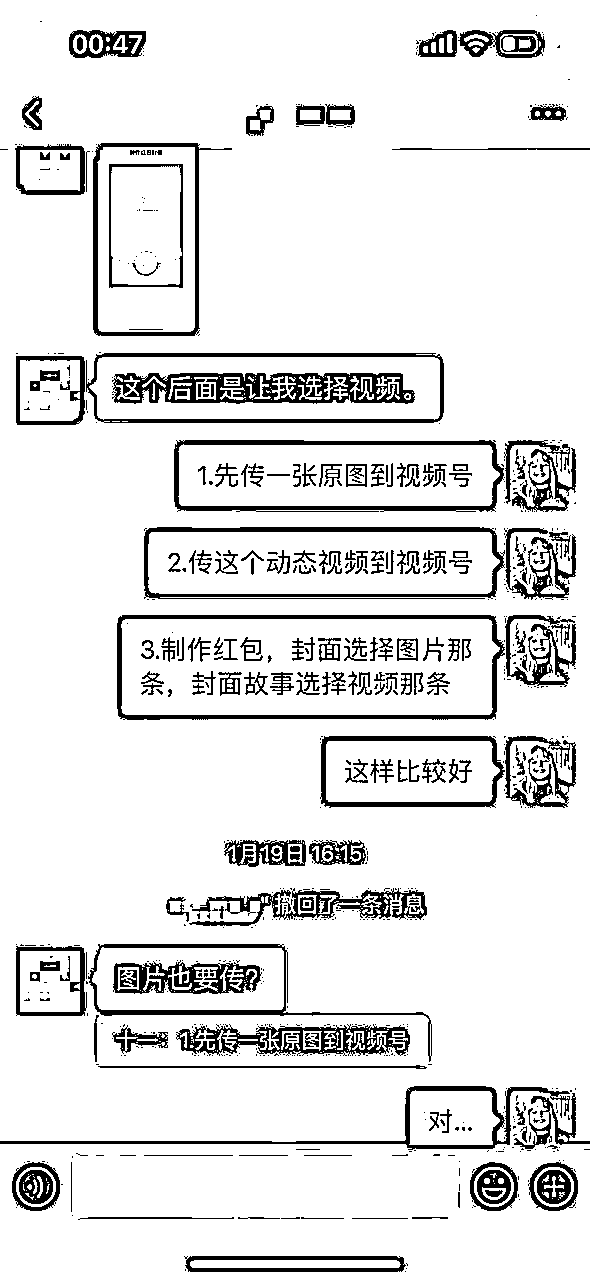 00:47
这个后面是让我选择视频。
1.先传一张原图到视频号
2.传这个动态视频到视频号
3.制作红包，封面选择图片那
条，封面故事选择视频那条
这样比较好
1月19日 16:15
撤回了一条消息
图片也要传？
十一：1.先传一张原图到视频号
对...